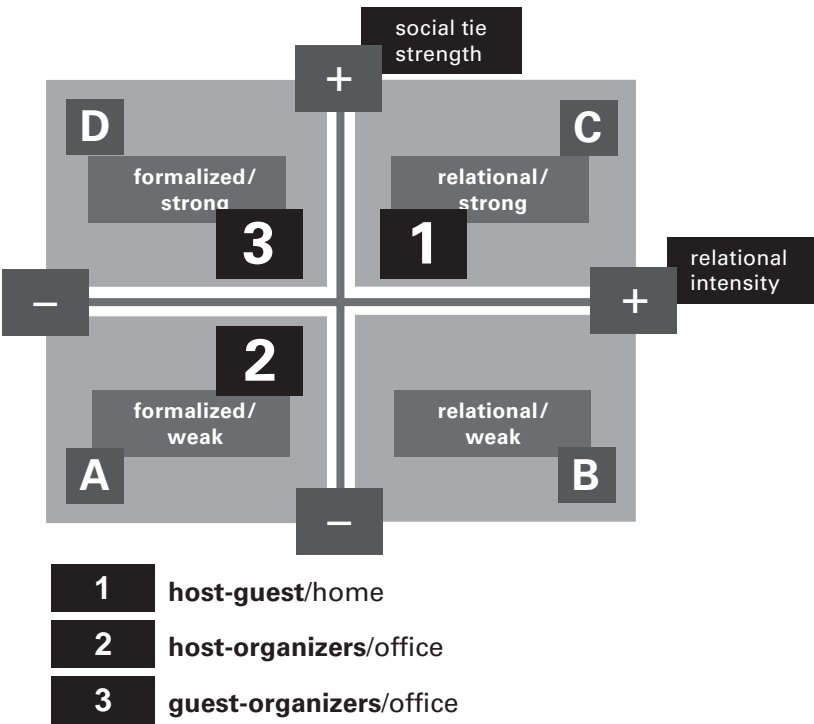 social tie
strength
+
D
C
formalized/
strong
relational/
strong
3
1
relational
intensity
–
+
2
formalized/
weak
relational/
weak
A
B
–
1 host-guest/home
2 host-organizers/office
3 guest-organizers/office